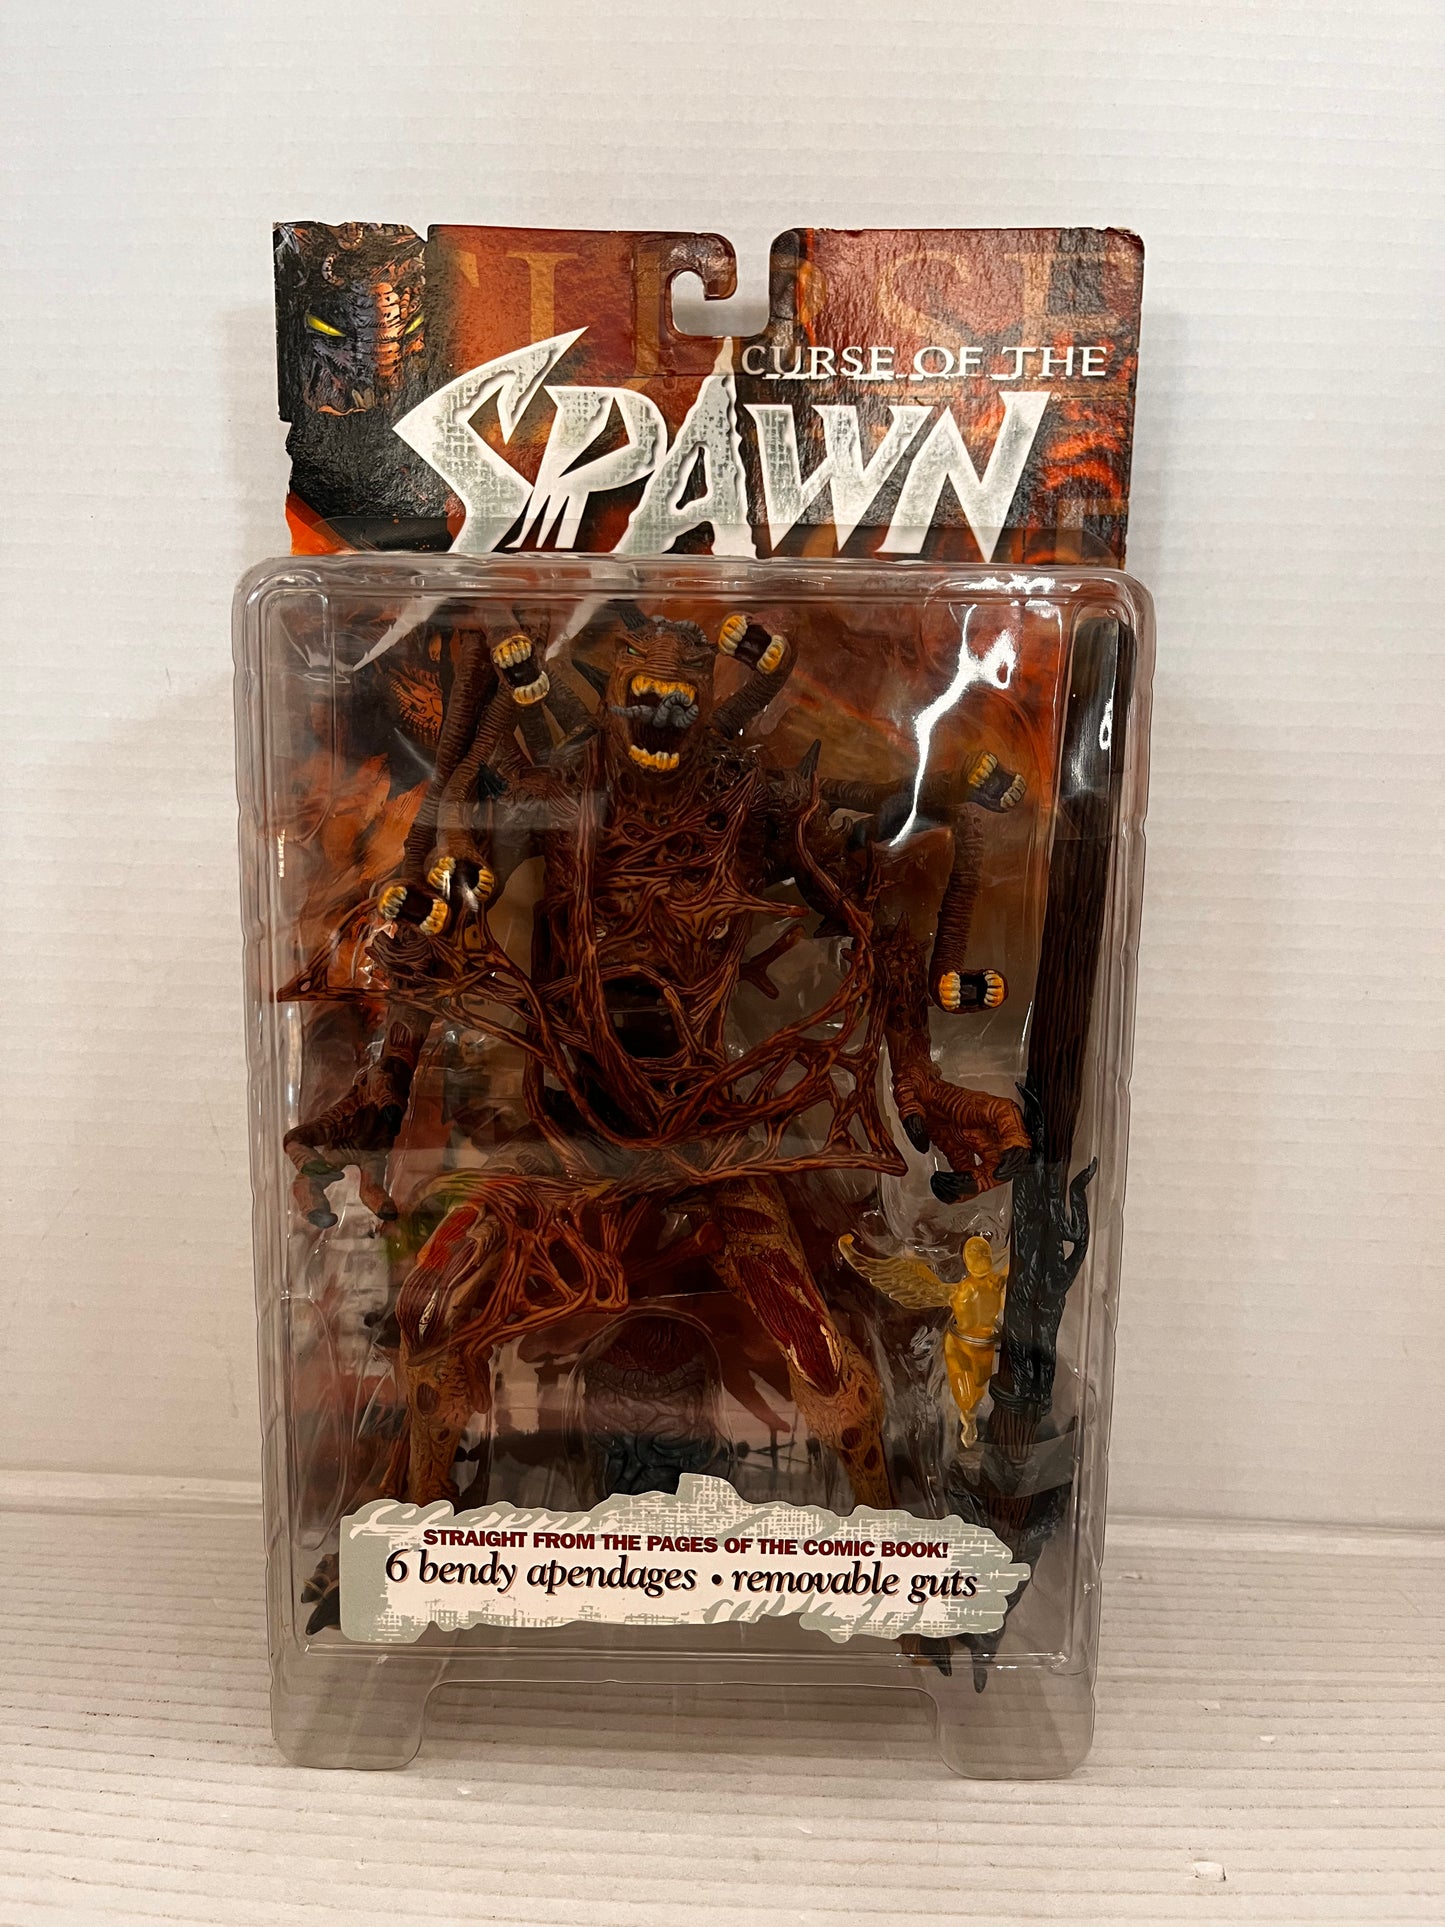 CURSE OF THE
SPAWN
STRAIGHT FROM THE PAGES OF THE COMIC BOOK!
6 bendy apendages • removable guts